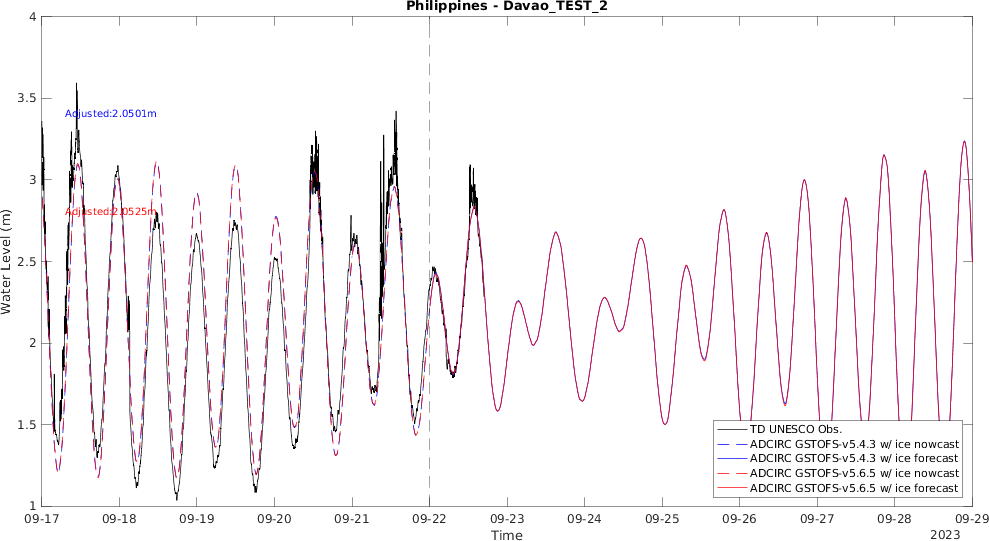 Philippines - Davao_TEST_2
Water Level (m)
4
3.5
3
2.5
2
1.5
1
Adjusted:2.0501m
Adjusted:2.0525m
TD UNESCO Obs.
ADCIRC GSTOFS-v5.4.3 w/ ice nowcast
ADCIRC GSTOFS-v5.4.3 w/ ice forecast
ADCIRC GSTOFS-v5.6.5 w/ ice nowcast
ADCIRC GSTOFS-v5.6.5 w/ ice forecast
09-17 09-18 09-19 09-20 09-21 09-22 09-23 09-24 09-25 09-26 09-27 09-28 09-29
Time
2023